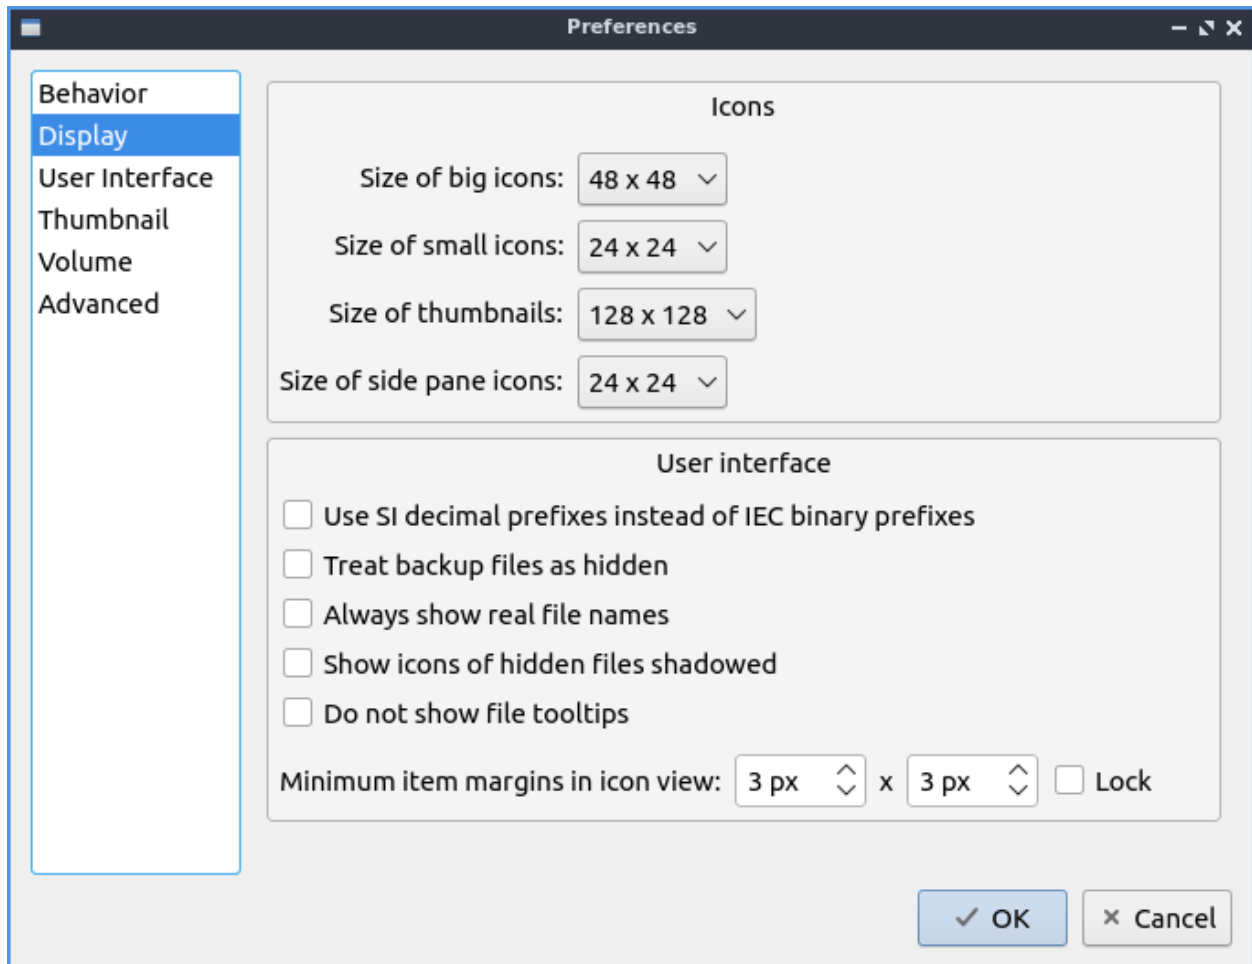 Preferences
Behavior
Display
User Interface
Thumbnail
Volume
Advanced
Icons
Size of big icons: 48 x 48
Size of small icons: 24 x 24
Size of thumbnails: 128 x 128
Size of side pane icons: 24 x 24
User interface
Use SI decimal prefixes instead of IEC binary prefixes
Treat backup files as hidden
Always show real file names
Show icons of hidden files shadowed
Do not show file tooltips
Minimum item margins in icon view: 3 px x 3 px Lock
OK Cancel